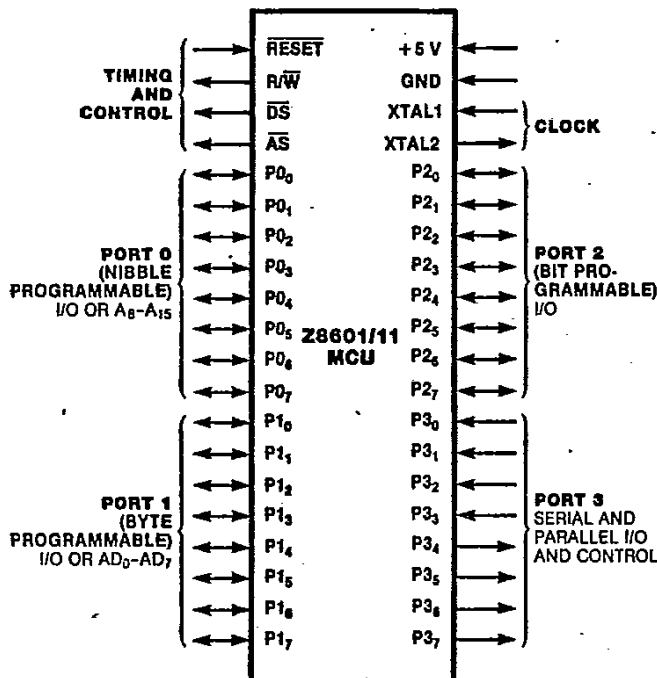 TIMING
AND
CONTROL
R̅E̅S̅E̅T̅
R/W̅
D̅S̅
A̅S̅
PORT 0
(NIBBLE
PROGRAMMABLE)
I/O OR A₈–A₁₅
P0₀
P0₁
P0₂
P0₃
P0₄
P0₅
P0₆
P0₇
PORT 1
(BYTE
PROGRAMMABLE)
I/O OR AD₀–AD₇
P1₀
P1₁
P1₂
P1₃
P1₄
P1₅
P1₆
P1₇
Z8601/11
MCU
+5 V
GND
XTAL1
XTAL2
CLOCK
P2₀
P2₁
P2₂
P2₃
P2₄
P2₅
P2₆
P2₇
PORT 2
(BIT PRO-
GRAMMABLE)
I/O
P3₀
P3₁
P3₂
P3₃
P3₄
P3₅
P3₆
P3₇
PORT 3
SERIAL AND
PARALLEL I/O
AND CONTROL